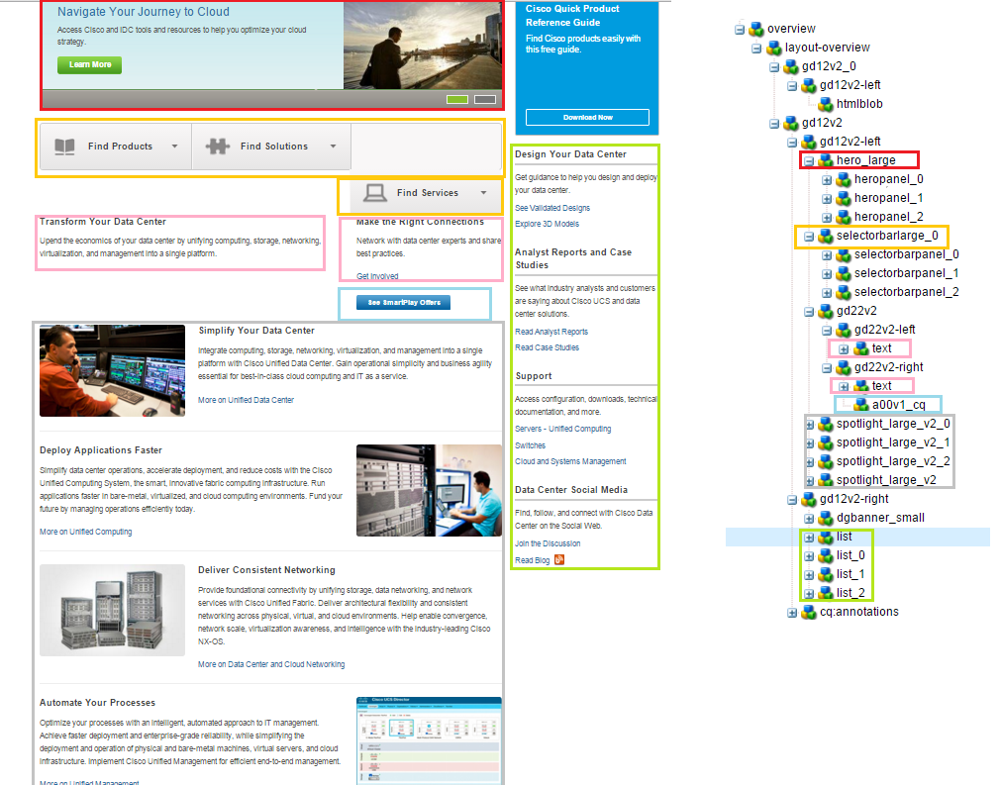 Navigate Your Journey to Cloud
Access Cisco and IDC tools and resources to help you optimize your cloud
strategy.
Learn More
Cisco Quick Product
Reference Guide
Find Cisco products easily with
this free guide.
Download Now
Find Products
Find Solutions
Find Services
Transform Your Data Center
Upend the economics of your data center by unifying computing, storage, networking,
virtualization, and management into a single platform.
Make the Right Connections
Network with data center experts and share
best practices.
Get Involved
See SmartPlay Offers
Simplify Your Data Center
Integrate computing, storage, networking, virtualization, and management into a single
platform with Cisco Unified Data Center. Gain operational simplicity and business agility
essential for best-in-class cloud computing and IT as a service.
More on Unified Data Center
Deploy Applications Faster
Simplify data center operations, accelerate deployment, and reduce costs with the Cisco
Unified Computing System, the smart, innovative fabric computing infrastructure. Run
applications faster in bare-metal, virtualized, and cloud computing environments. Fund your
future by managing operations efficiently today.
More on Unified Computing
Deliver Consistent Networking
Provide foundational connectivity by unifying storage, data networking, and network
services with Cisco Unified Fabric. Deliver architectural flexibility and consistent
networking across physical, virtual, and cloud environments. Help enable convergence,
network scale, virtualization awareness, and intelligence with the industry-leading Cisco
NX-OS.
More on Data Center and Cloud Networking
Automate Your Processes
Optimize your processes with an intelligent, automated approach to IT management.
Achieve faster deployment and enterprise-grade reliability, while simplifying the
deployment and operation of physical and bare-metal machines, virtual servers, and cloud
infrastructure. Implement Cisco Unified Management for efficient end-to-end management.
More on Unified Management
Cisco UCS Director
Design Your Data Center
Get guidance to help you design and deploy
your data center.
See Validated Designs
Explore 3D Models
Analyst Reports and Case
Studies
See what industry analysts and customers
are saying about Cisco UCS and data
center solutions.
Read Analyst Reports
Read Case Studies
Support
Access configuration, downloads, technical
documentation, and more.
Servers - Unified Computing
Switches
Cloud and Systems Management
Data Center Social Media
Find, follow, and connect with Cisco Data
Center on the Social Web.
Join the Discussion
Read Blog
overview
layout-overview
gd12v2_0
gd12v2-left
htmlblob
gd12v2
gd12v2-left
hero_large
heropanel_0
heropanel_1
heropanel_2
selectorbarlarge_0
selectorbarpanel_0
selectorbarpanel_1
selectorbarpanel_2
gd22v2
gd22v2-left
text
gd22v2-right
text
a00v1_cq
spotlight_large_v2_0
spotlight_large_v2_1
spotlight_large_v2_2
spotlight_large_v2
gd12v2-right
dgbanner_small
list
list_0
list_1
list_2
cq:annotations